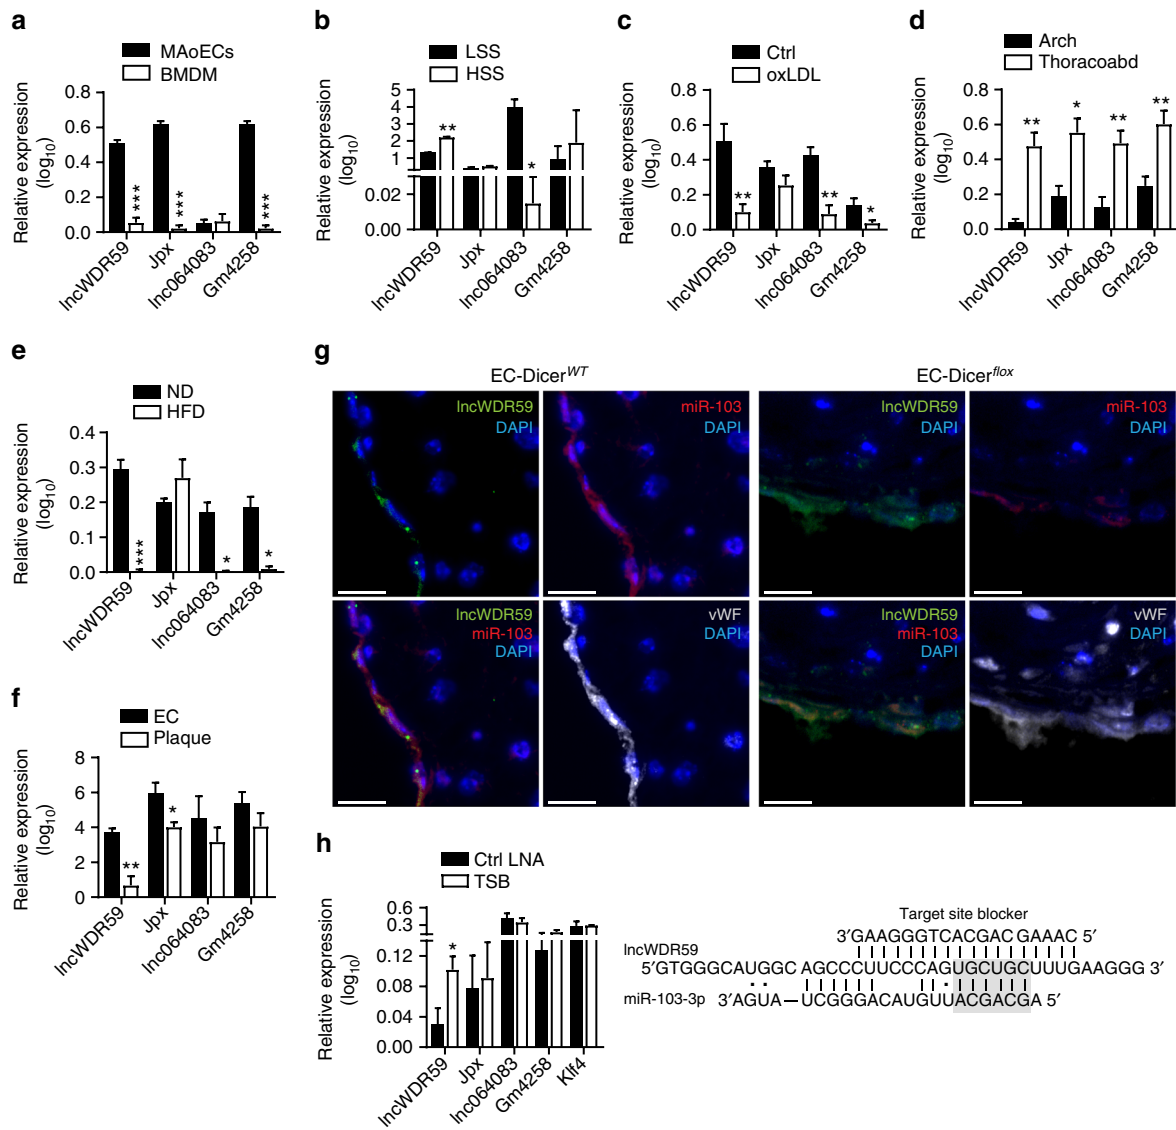 a
MAoECs
BMDM
Relative expression
(log10)
0.8
0.6
0.4
0.2
0.0
***
***
***
lncWDR59
Jpx
lnc064083
Gm4258
b
LSS
HSS
Relative expression
(log10)
5
4
3
2
1
0.02
0.00
**
*
lncWDR59
Jpx
lnc064083
Gm4258
c
Ctrl
oxLDL
Relative expression
(log10)
0.8
0.6
0.4
0.2
0.0
**
**
*
lncWDR59
Jpx
lnc064083
Gm4258
d
Arch
Thoracoabd
Relative expression
(log10)
0.8
0.6
0.4
0.2
0.0
**
*
**
**
lncWDR59
Jpx
lnc064083
Gm4258
e
ND
HFD
Relative expression
(log10)
0.4
0.3
0.2
0.1
0.0
***
*
*
lncWDR59
Jpx
lnc064083
Gm4258
f
EC
Plaque
Relative expression
(log10)
8
6
4
2
0
**
*
lncWDR59
Jpx
lnc064083
Gm4258
g
EC-DicerWT
EC-Dicerflox
lncWDR59
DAPI
miR-103
DAPI
lncWDR59
DAPI
miR-103
DAPI
lncWDR59
miR-103
DAPI
vWF
DAPI
lncWDR59
miR-103
DAPI
vWF
DAPI
h
Ctrl LNA
TSB
Relative expression
(log10)
0.6
0.3
0.12
0.08
0.04
0.00
*
lncWDR59
Jpx
lnc064083
Gm4258
Klf4
Target site blocker
3′GAAGGGTCACGAC GAAAC 5′
lncWDR59
5′GTGGGCAUGGC AGCCCUUCCCAGUGCUGCUUUGAAGGG 3′
miR-103-3p 3′AGUA—UCGGGACAUGUUACGACGA 5′